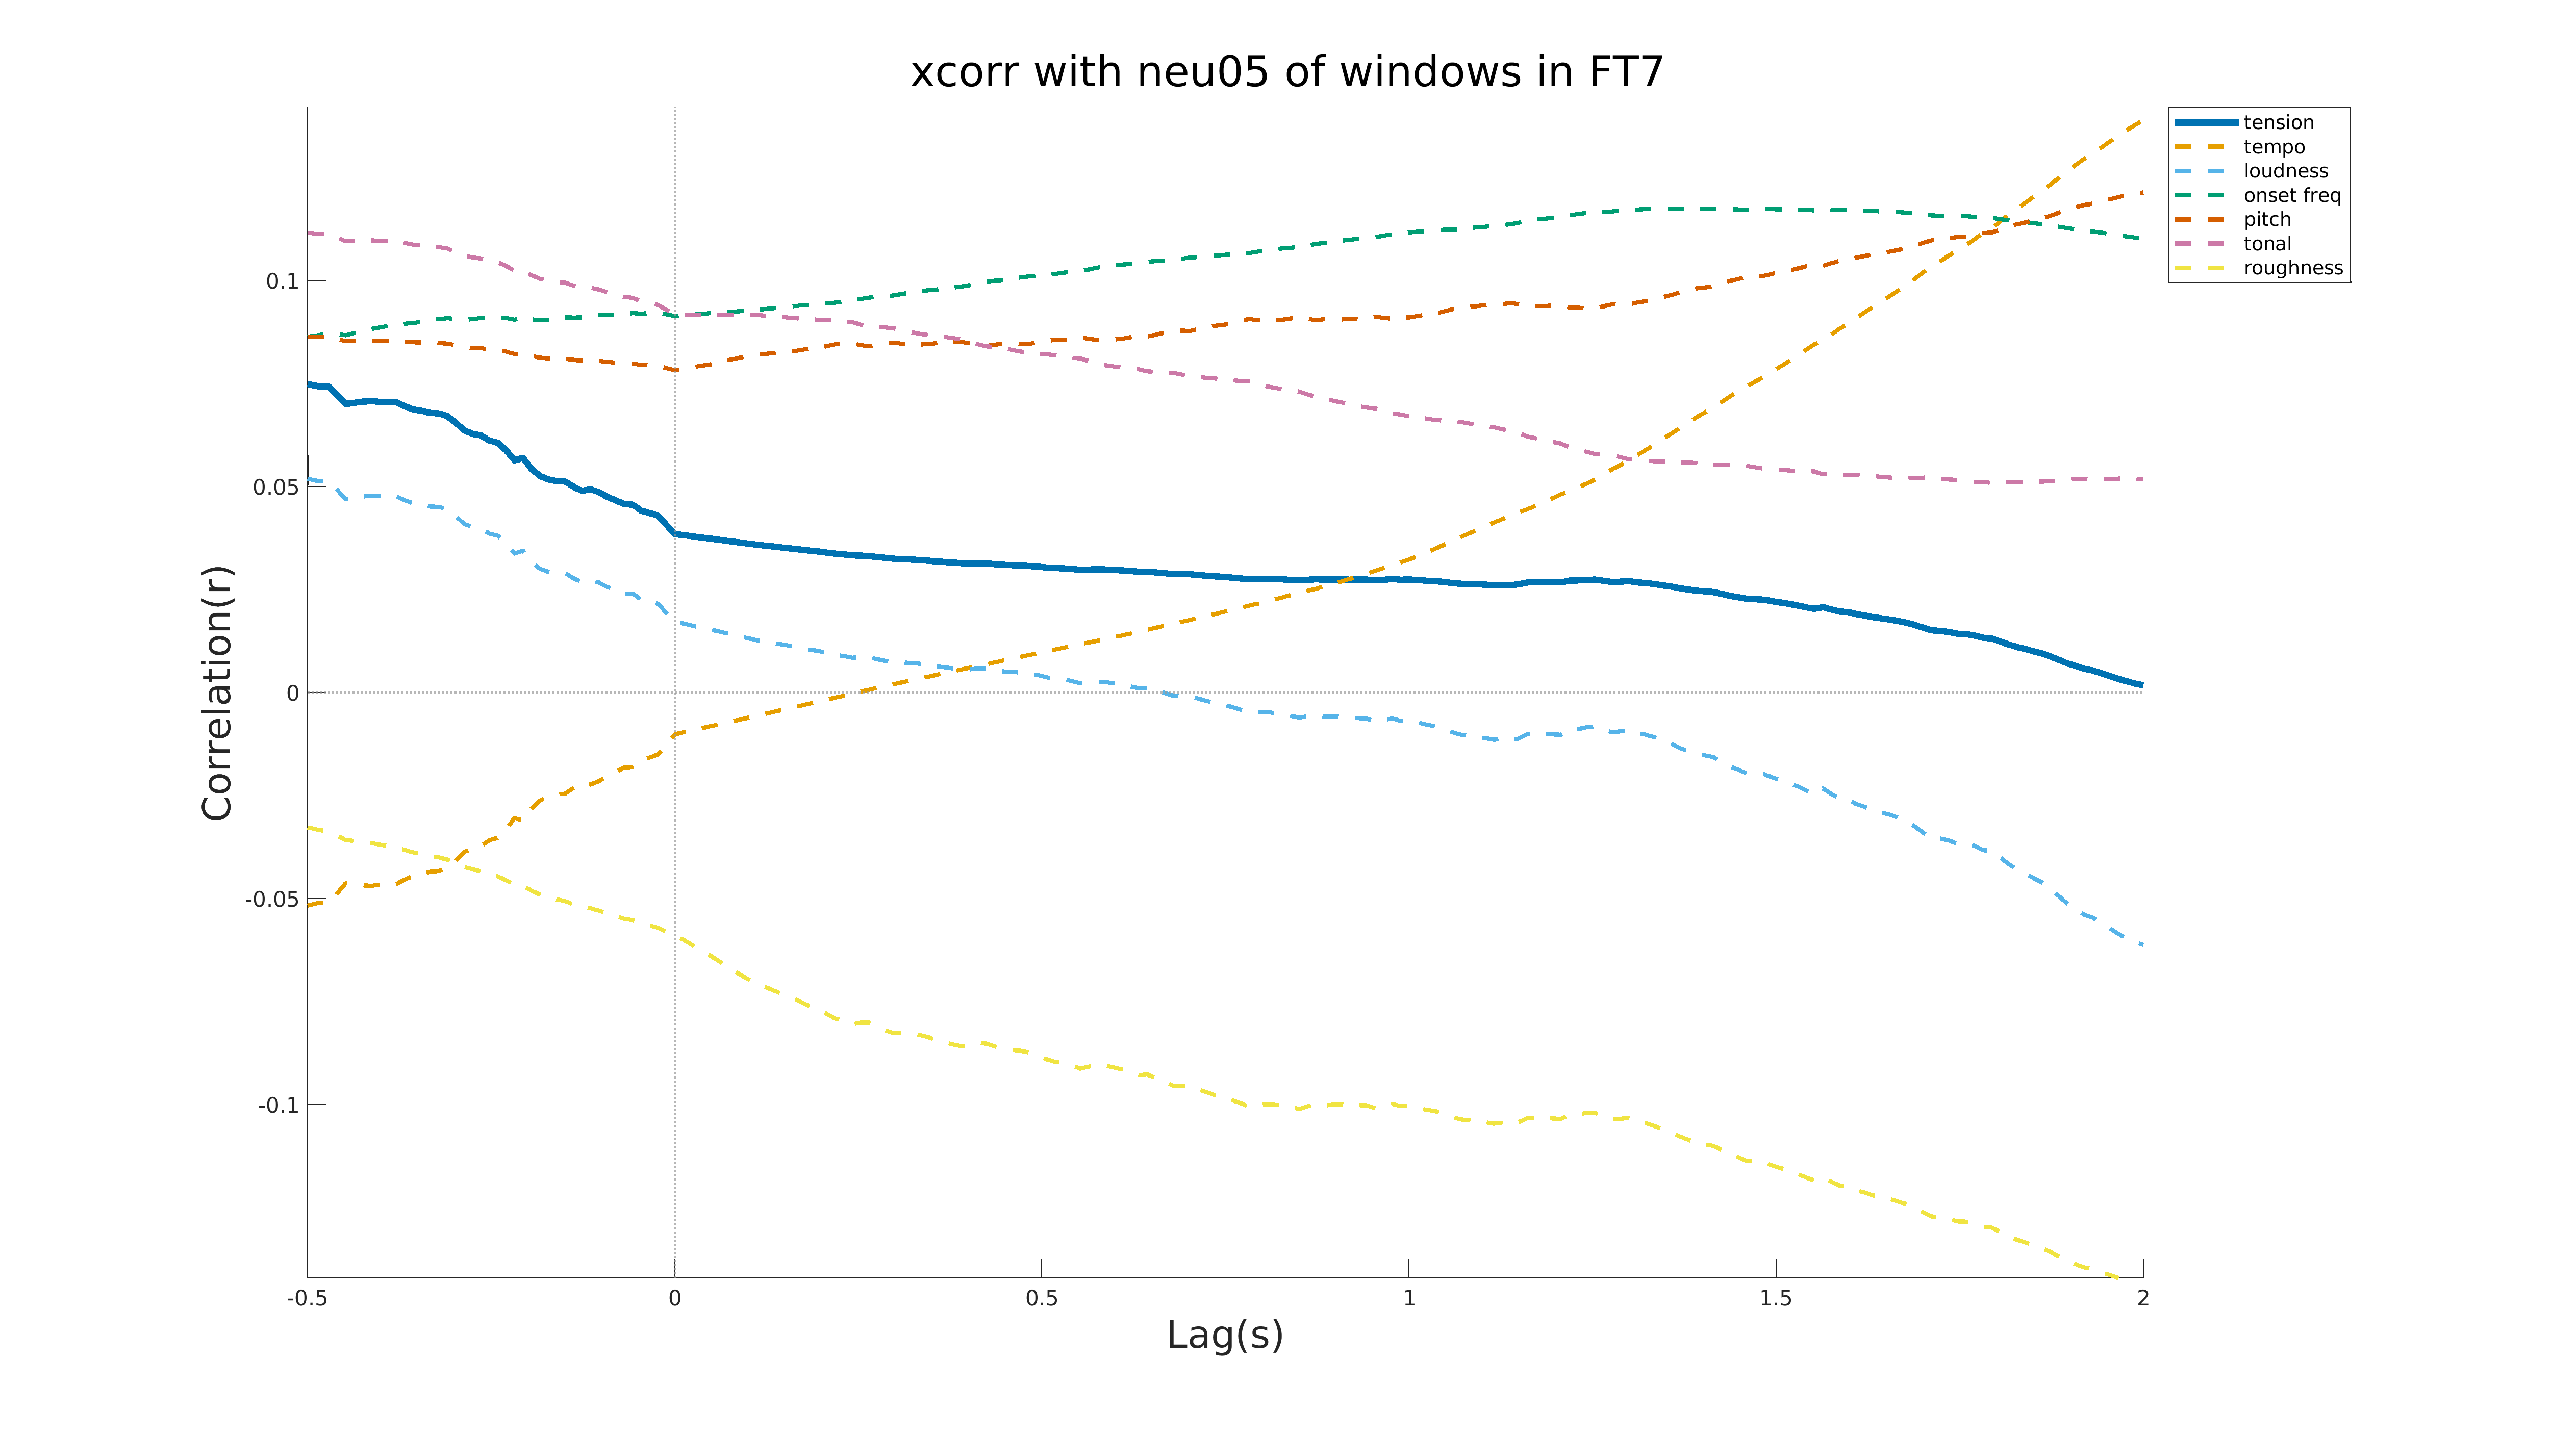 xcorr with neu05 of windows in FT7
tension
tempo
loudness
onset freq
pitch
tonal
roughness
0.1
0.05
0
-0.05
-0.1
Correlation(r)
-0.5
0
0.5
1
1.5
2
Lag(s)